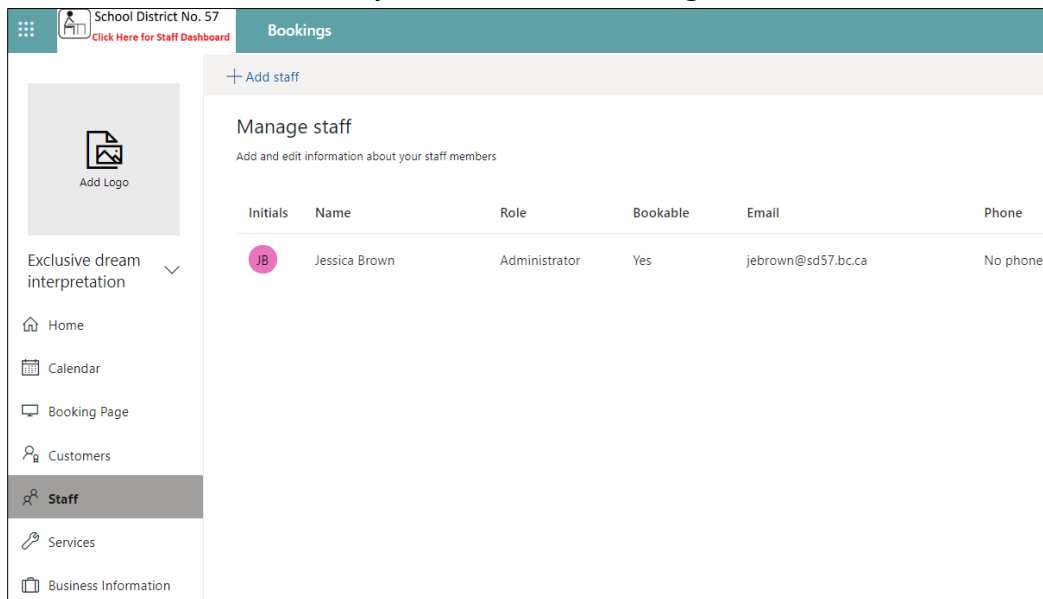 School District No. 57
Click Here for Staff Dashboard
Bookings
Add staff
Add Logo
Manage staff
Add and edit information about your staff members
Initials Name Role Bookable Email Phone
JB Jessica Brown Administrator Yes jebrown@sd57.bc.ca No phone
Exclusive dream
interpretation
Home
Calendar
Booking Page
Customers
Staff
Services
Business Information